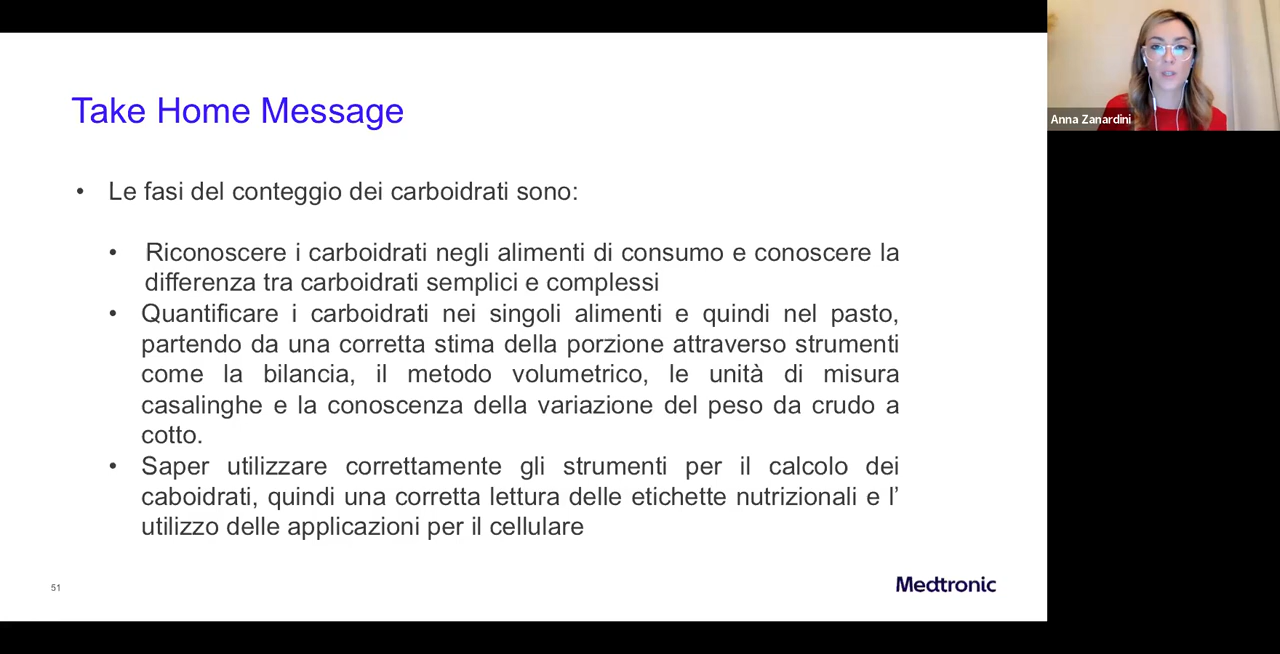 Take Home Message
• Le fasi del conteggio dei carboidrati sono:
• Riconoscere i carboidrati negli alimenti di consumo e conoscere la
differenza tra carboidrati semplici e complessi
• Quantificare i carboidrati nei singoli alimenti e quindi nel pasto,
partendo da una corretta stima della porzione attraverso strumenti
come la bilancia, il metodo volumetrico, le unità di misura
casalinghe e la conoscenza della variazione del peso da crudo a
cotto.
• Saper utilizzare correttamente gli strumenti per il calcolo dei
caboidrati, quindi una corretta lettura delle etichette nutrizionali e l’
utilizzo delle applicazioni per il cellulare
51
Medtronic
Anna Zanardini